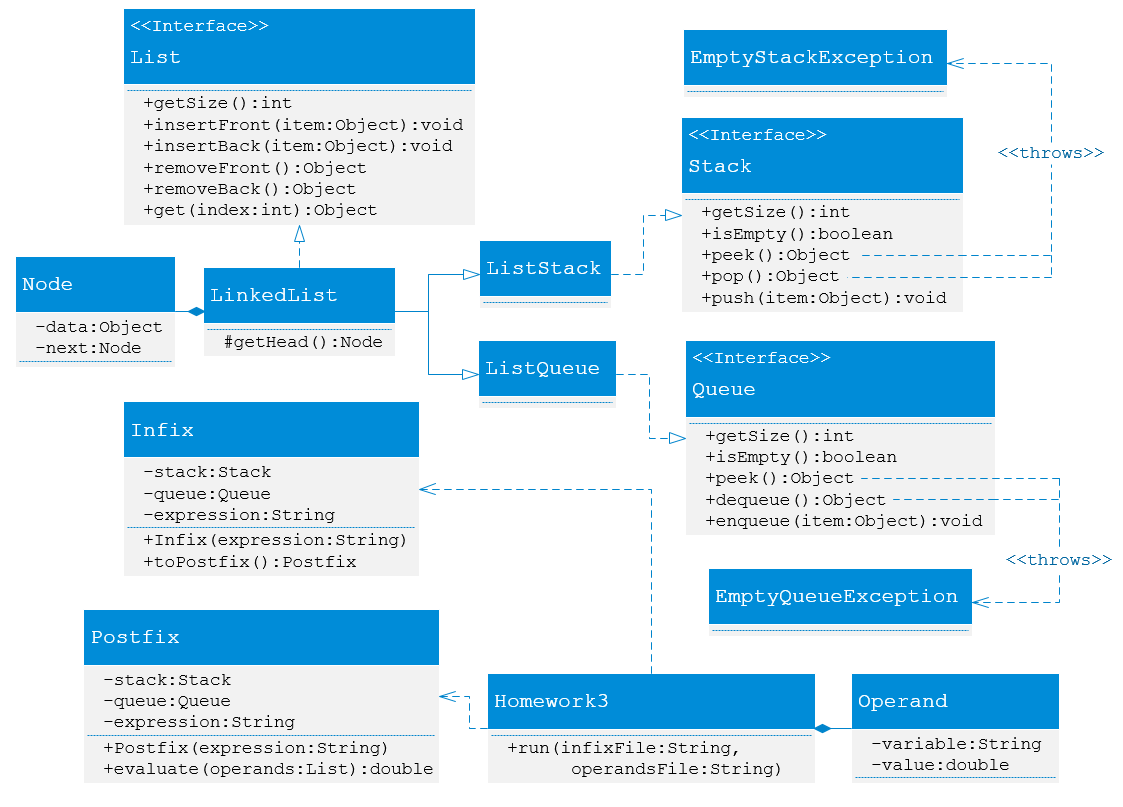 <<Interface>>
List
+getSize():int
+insertFront(item:Object):void
+insertBack(item:Object):void
+removeFront():Object
+removeBack():Object
+get(index:int):Object
EmptyStackException
<<throws>>
<<Interface>>
Stack
+getSize():int
+isEmpty():boolean
+peek():Object
+pop():Object
+push(item:Object):void
Node
-data:Object
-next:Node
LinkedList
#getHead():Node
ListStack
ListQueue
<<Interface>>
Queue
+getSize():int
+isEmpty():boolean
+peek():Object
+dequeue():Object
+enqueue(item:Object):void
<<throws>>
EmptyQueueException
Infix
-stack:Stack
-queue:Queue
-expression:String
+Infix(expression:String)
+toPostfix():Postfix
Postfix
-stack:Stack
-queue:Queue
-expression:String
+Postfix(expression:String)
+evaluate(operands:List):double
Homework3
+run(infixFile:String,
operandsFile:String)
Operand
-variable:String
-value:double